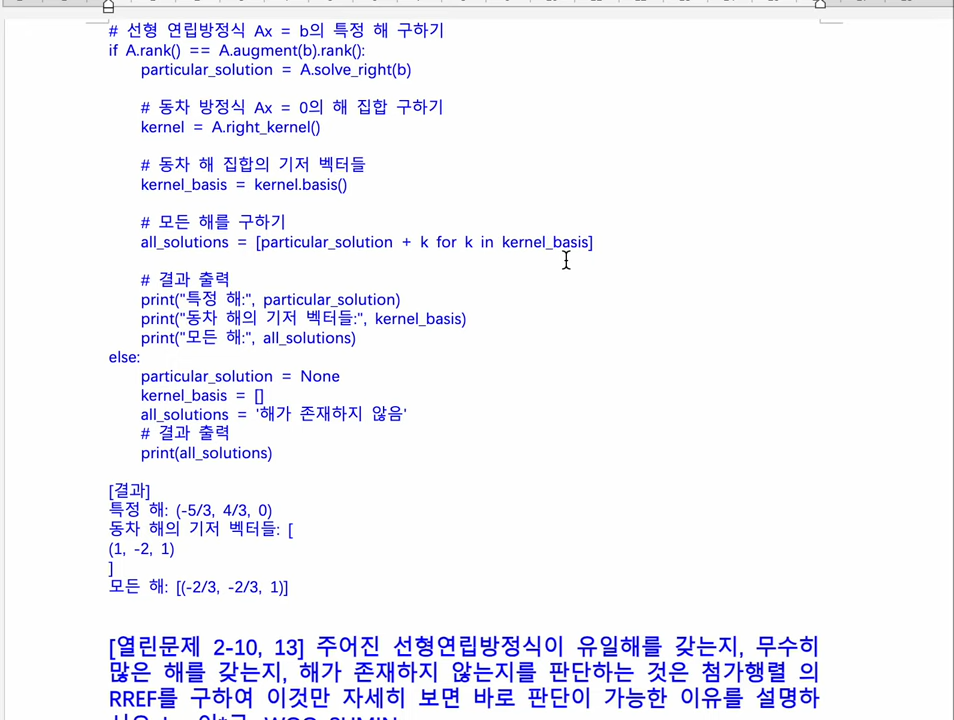 # 선형 연립방정식 Ax = b의 특정 해 구하기
if A.rank() == A.augment(b).rank():
particular_solution = A.solve_right(b)
# 동차 방정식 Ax = 0의 해 집합 구하기
kernel = A.right_kernel()
# 동차 해 집합의 기저 벡터들
kernel_basis = kernel.basis()
# 모든 해를 구하기
all_solutions = [particular_solution + k for k in kernel_basis]
# 결과 출력
print("특정 해:", particular_solution)
print("동차 해의 기저 벡터들:", kernel_basis)
print("모든 해:", all_solutions)
else:
particular_solution = None
kernel_basis = []
all_solutions = '해가 존재하지 않음'
# 결과 출력
print(all_solutions)
[결과]
특정 해: (-5/3, 4/3, 0)
동차 해의 기저 벡터들: [
(1, -2, 1)
]
모든 해: [(-2/3, -2/3, 1)]
[열린문제 2-10, 13] 주어진 선형연립방정식이 유일해를 갖는지, 무수히
많은 해를 갖는지, 해가 존재하지 않는지를 판단하는 것은 첨가행렬 의
RREF를 구하여 이것만 자세히 보면 바로 판단이 가능한 이유를 설명하